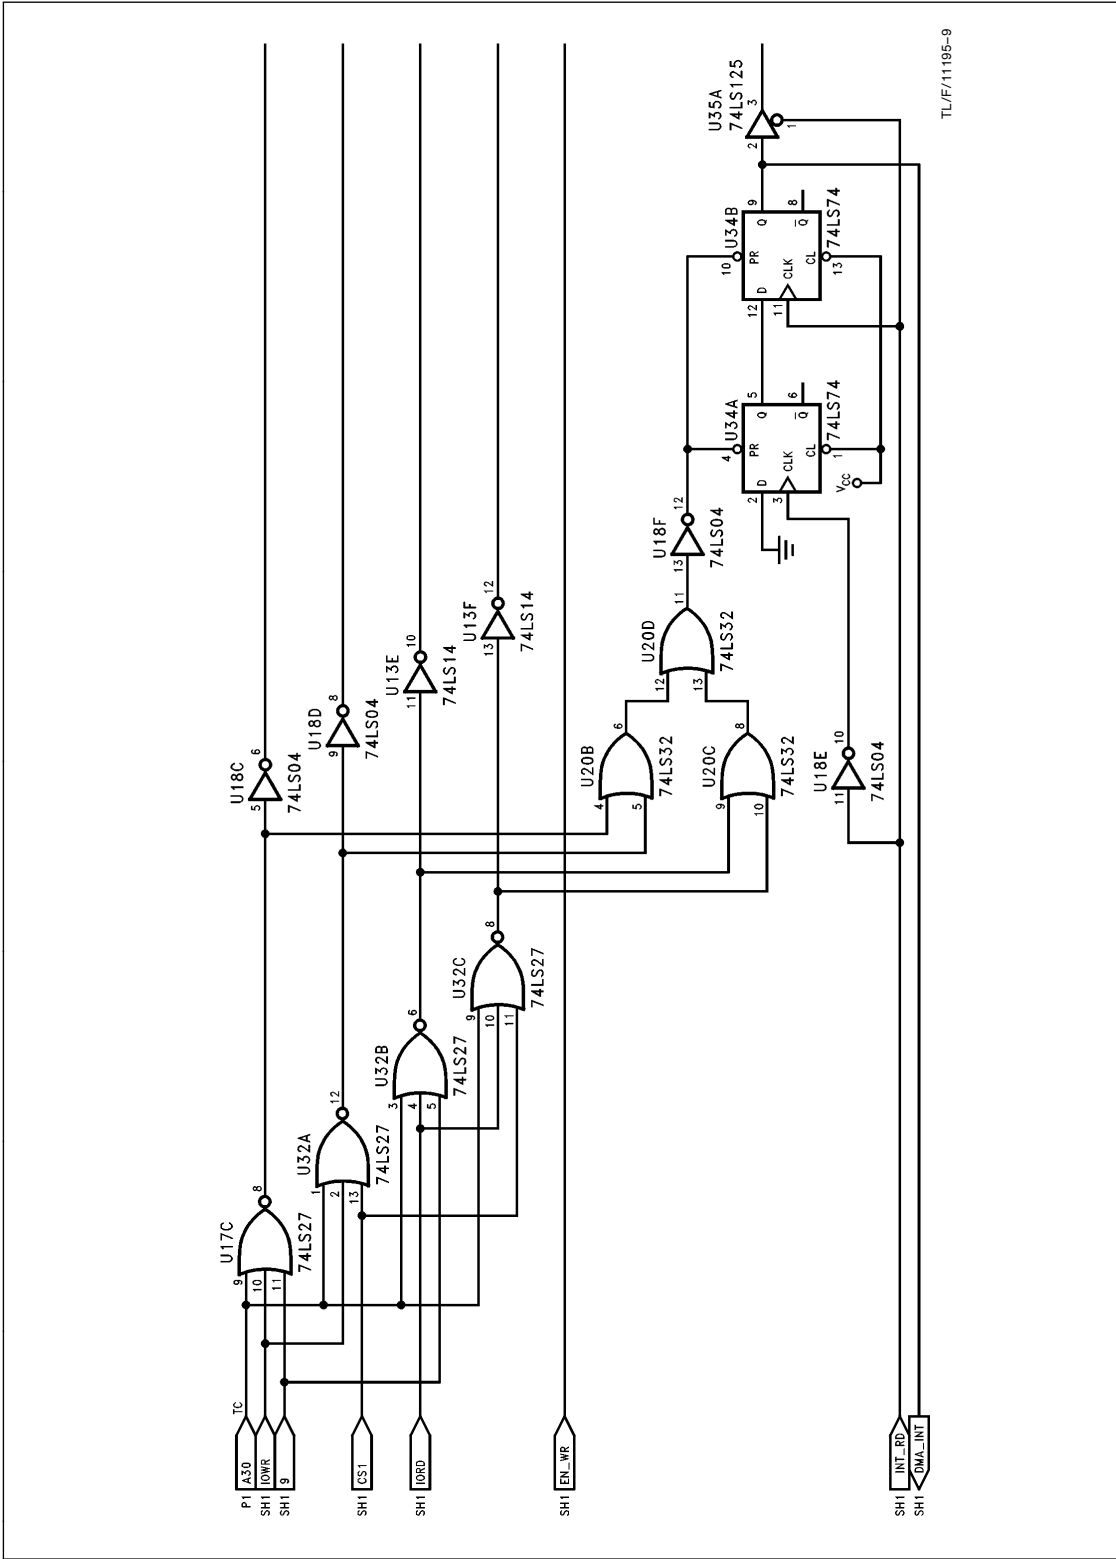 P1 A30 TC
SH1 IOWR
SH1 9
SH1 CS1
SH1 IORD
SH1 EN_WR
SH1 INT_RD
SH1 DMA_INT
U17C
9
10
11
8
74LS27
U32A
1
2
13
12
74LS27
U32B
3
4
5
6
74LS27
U32C
9
10
11
8
74LS27
U18C
5
6
74LS04
U18D
9
8
74LS04
U13E
11
10
74LS14
U13F
13
12
74LS14
U20B
4
5
6
74LS32
U20C
9
10
8
74LS32
U18E
11
10
74LS04
U20D
12
13
11
74LS32
U18F
13
12
74LS04
U34A
4
PR
2 D
Q 5
3 CLK
Q 6
CL
1
74LS74
VCC
U34B
10
PR
12 D
Q 9
11 CLK
Q 8
CL
13
74LS74
U35A
74LS125
2
3
1
TL/F/11195-9